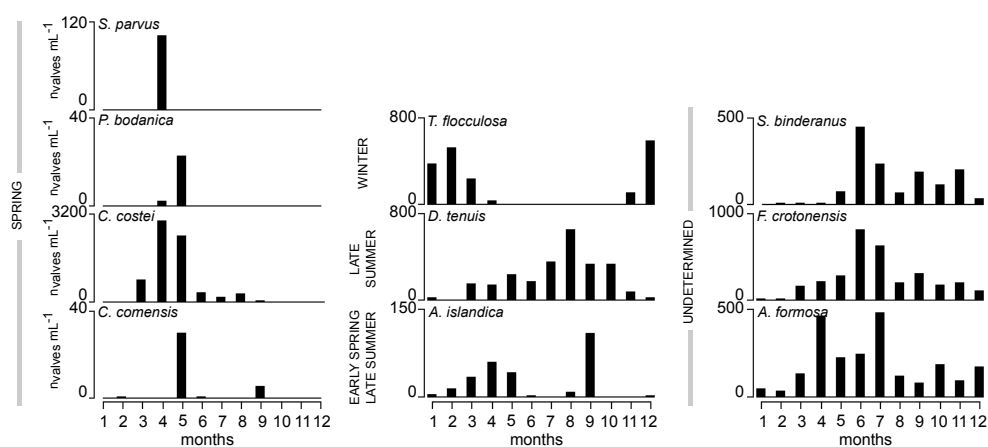 SPRING
120
S. parvus
nvalves mL-1
0
40
P. bodanica
nvalves mL-1
0
3200
C. costei
nvalves mL-1
0
40
C. comensis
nvalves mL-1
0
1 2 3 4 5 6 7 8 9 10 11 12
months
WINTER
800
T. flocculosa
0
LATE
SUMMER
800
D. tenuis
0
EARLY SPRING
LATE SUMMER
150
A. islandica
0
1 2 3 4 5 6 7 8 9 10 11 12
months
UNDETERMINED
500
S. binderanus
0
1000
F. crotonensis
0
500
A. formosa
0
1 2 3 4 5 6 7 8 9 10 11 12
months